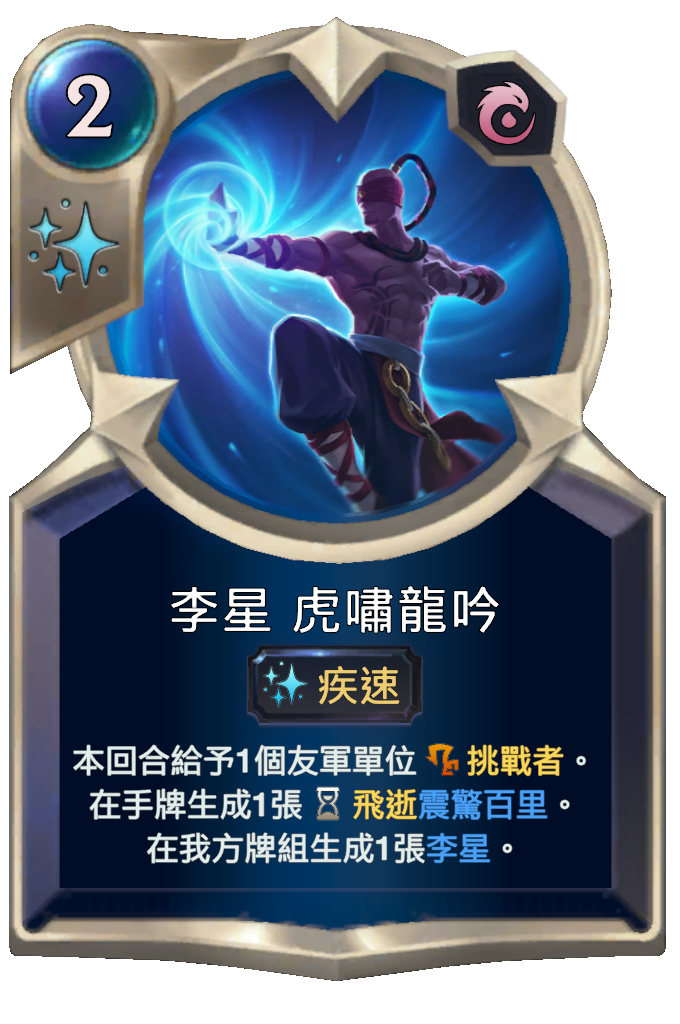 2
李星 虎嘯龍吟
疾速
本回合給予1個友軍單位 挑戰者。
在手牌生成1張 飛逝震驚百里。
在我方牌組生成1張李星。